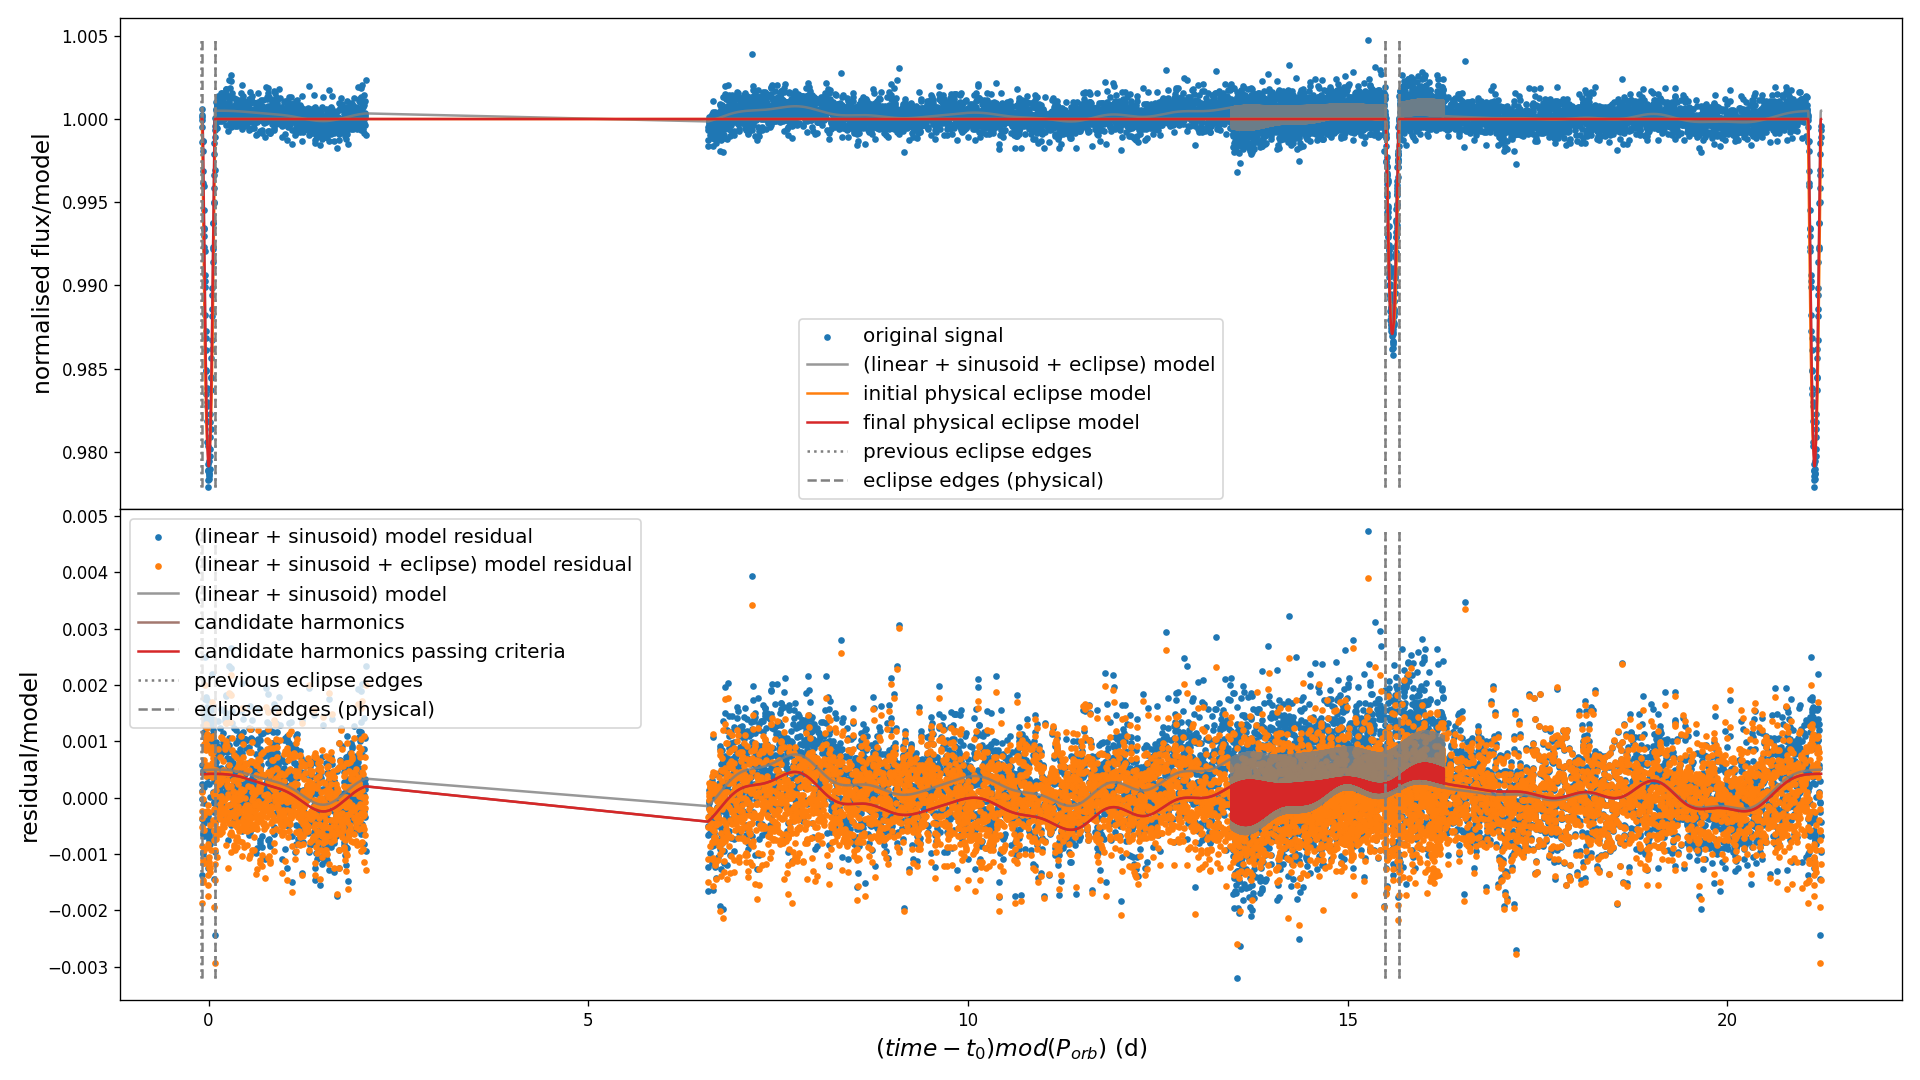 1.005
1.000
0.995
0.990
0.985
0.980
normalised flux/model
original signal
(linear + sinusoid + eclipse) model
initial physical eclipse model
final physical eclipse model
previous eclipse edges
eclipse edges (physical)
0.005
0.004
0.003
0.002
0.001
0.000
−0.001
−0.002
−0.003
residual/model
(linear + sinusoid) model residual
(linear + sinusoid + eclipse) model residual
(linear + sinusoid) model
candidate harmonics
candidate harmonics passing criteria
previous eclipse edges
eclipse edges (physical)
0 5 10 15 20
(time − t₀)mod(P_orb) (d)